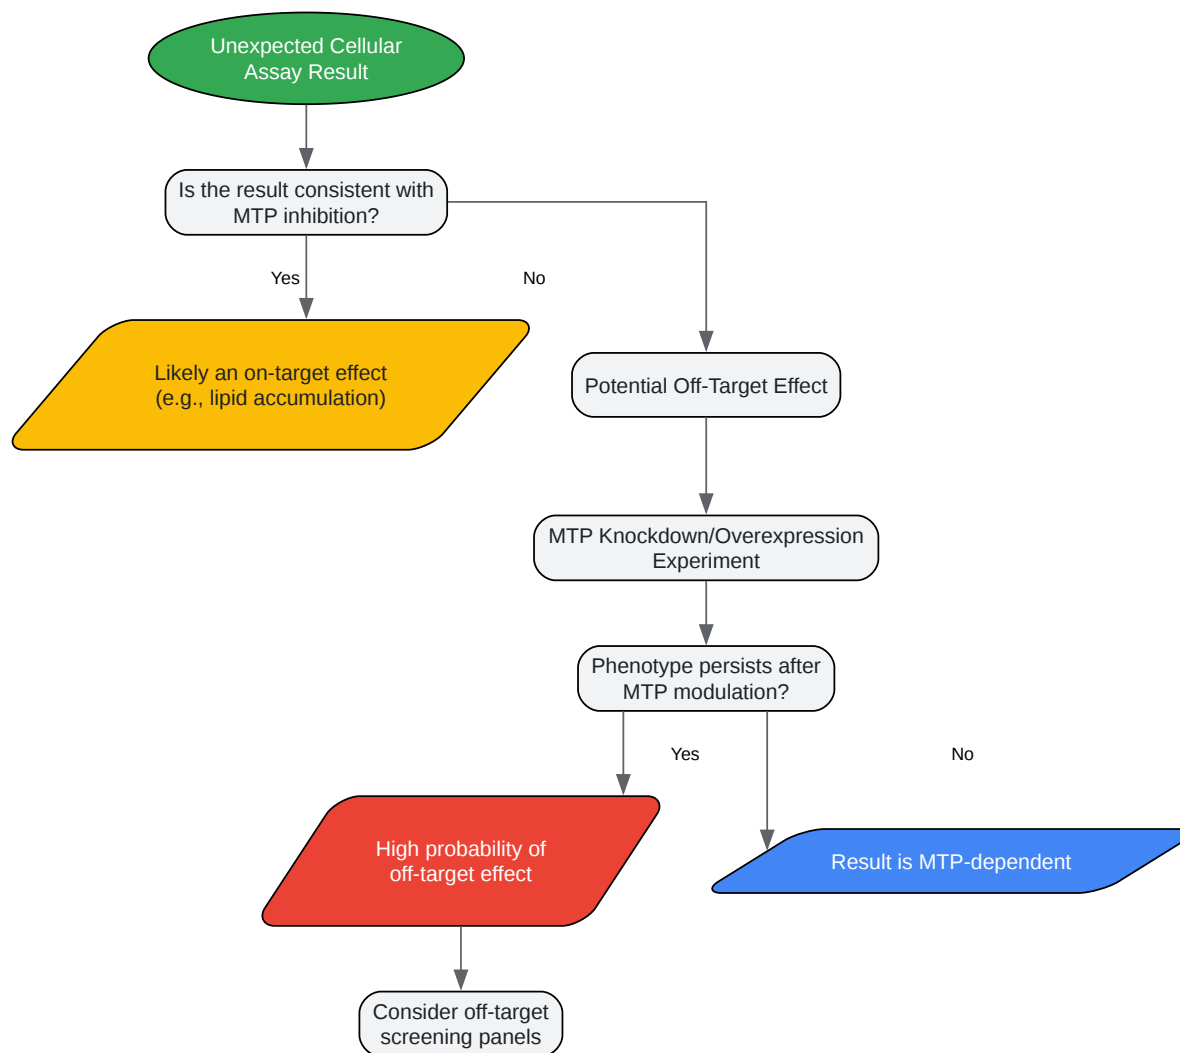 Unexpected Cellular
Assay Result
Is the result consistent with
MTP inhibition?
Yes
No
Likely an on-target effect
(e.g., lipid accumulation)
Potential Off-Target Effect
MTP Knockdown/Overexpression
Experiment
Phenotype persists after
MTP modulation?
Yes
No
High probability of
off-target effect
Result is MTP-dependent
Consider off-target
screening panels